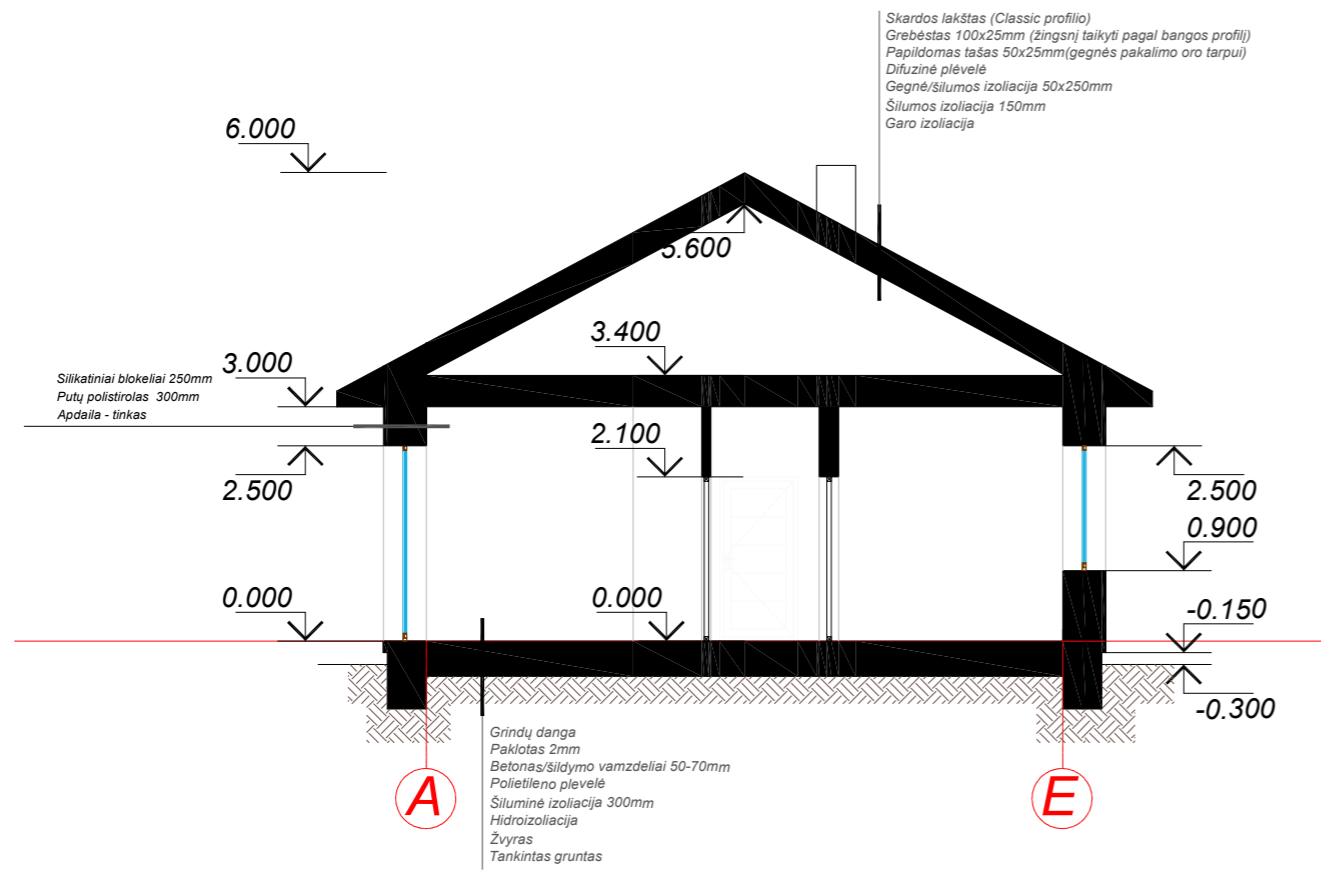 Skardos lakštas (Classic profilio)
Grebėstas 100x25mm (žingsnį taikyti pagal bangos profilį)
Papildomas tašas 50x25mm(gegnės pakalimo oro tarpui)
Difuzinė plėvelė
Gegnė/šilumos izoliacija 50x250mm
Šilumos izoliacija 150mm
Garo izoliacija
6.000
5.600
3.400
3.000
Silikatiniai blokeliai 250mm
Putų polistirolas 300mm
Apdaila - tinkas
2.100
2.500
2.500
0.900
0.000
0.000
-0.150
-0.300
Grindų danga
Paklotas 2mm
Betonas/šildymo vamzdeliai 50-70mm
Polietileno plevelė
Šiluminė izoliacija 300mm
Hidroizoliacija
Žvyras
Tankintas gruntas
A
E